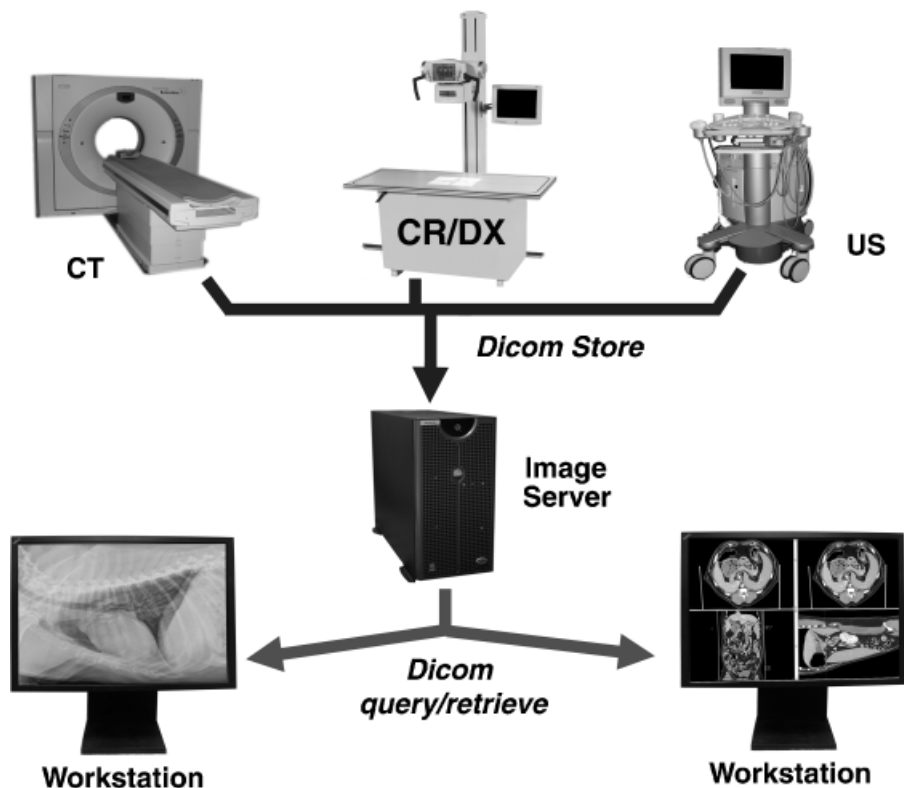 CT
CR/DX
US
Dicom Store
Image
Server
Dicom
query/retrieve
Workstation
Workstation